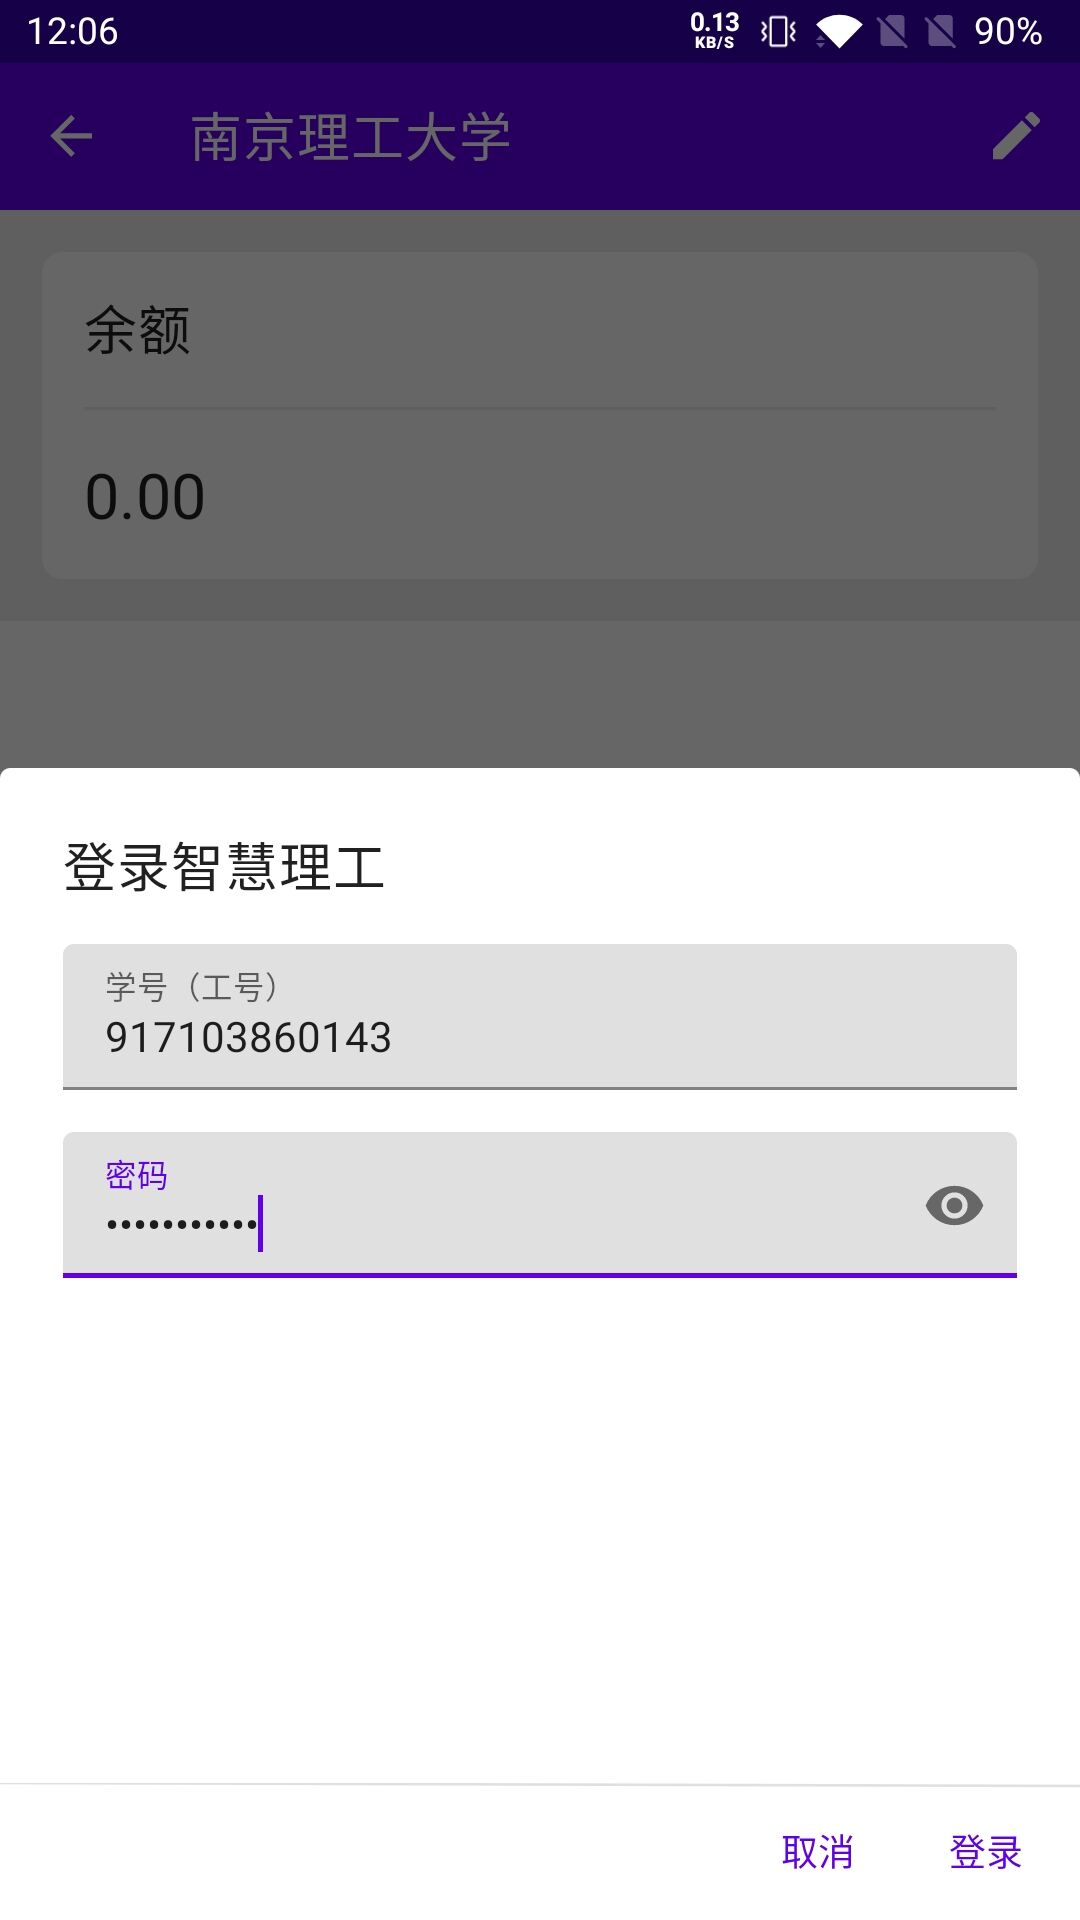 12:06
0.13
KB/S
90%
南京理工大学
余额
0.00
登录智慧理工
学号（工号）
917103860143
密码
•••••••••••
取消
登录